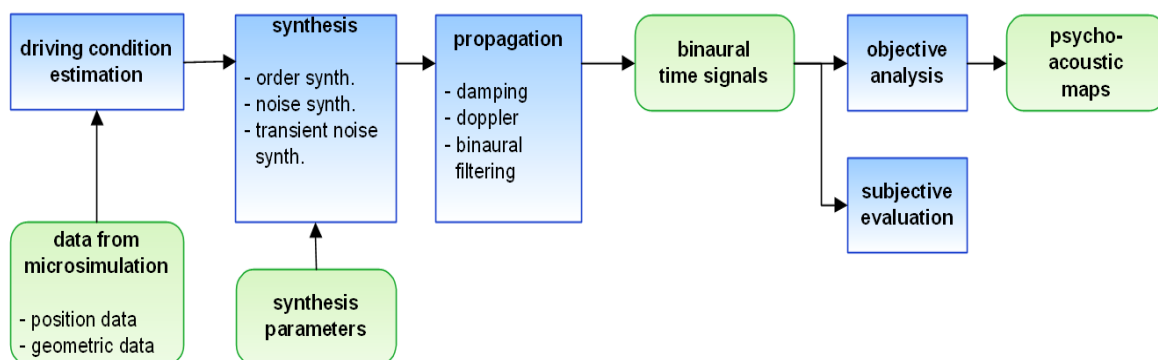 driving condition
estimation
synthesis
- order synth.
- noise synth.
- transient noise
synth.
propagation
- damping
- doppler
- binaural
filtering
binaural
time signals
objective
analysis
psycho-
acoustic
maps
subjective
evaluation
data from
microsimulation
- position data
- geometric data
synthesis
parameters